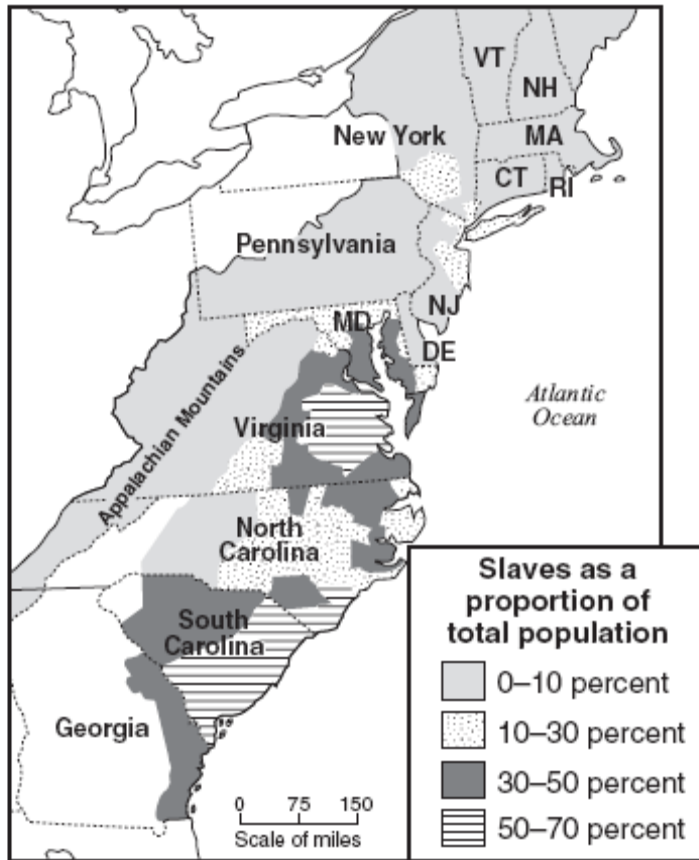 VT
NH
New York
MA
CT
RI
Pennsylvania
NJ
MD
DE
Appalachian Mountains
Atlantic
Ocean
Virginia
North
Carolina
South
Carolina
Georgia
0 75 150
Scale of miles
Slaves as a
proportion of
total population
0–10 percent
10–30 percent
30–50 percent
50–70 percent